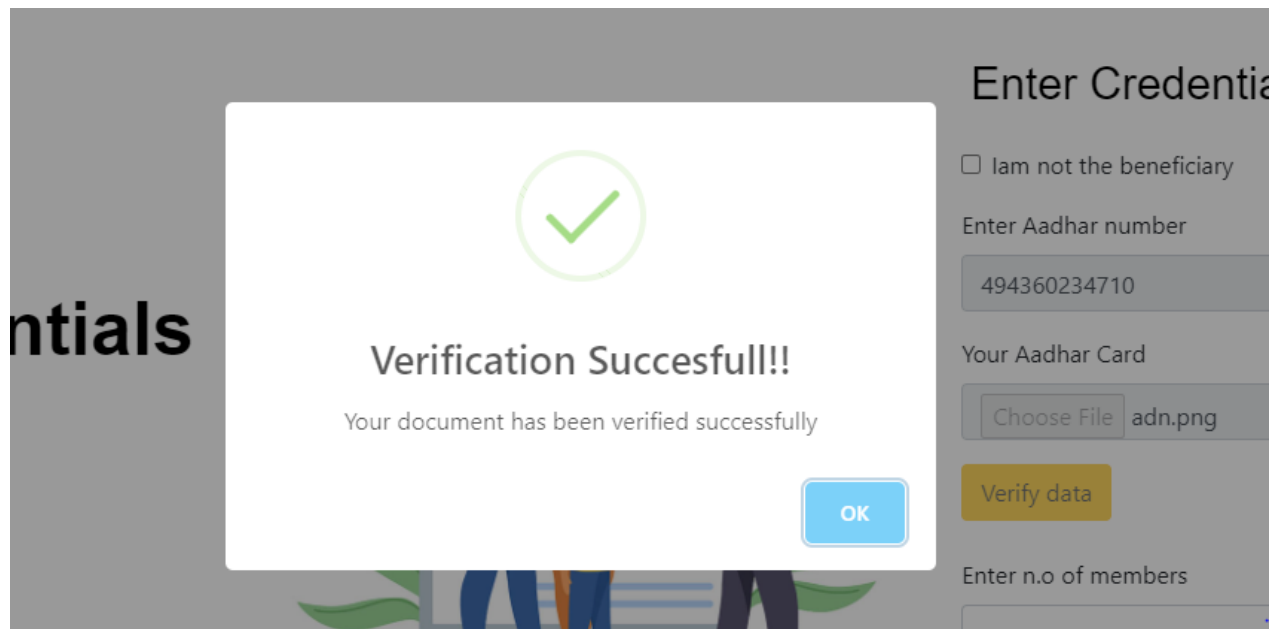 Enter Credentia
Iam not the beneficiary
Enter Aadhar number
494360234710
ntials
Verification Succesfull!!
Your Aadhar Card
Your document has been verified successfully
Choose File adn.png
Verify data
OK
Enter n.o of members